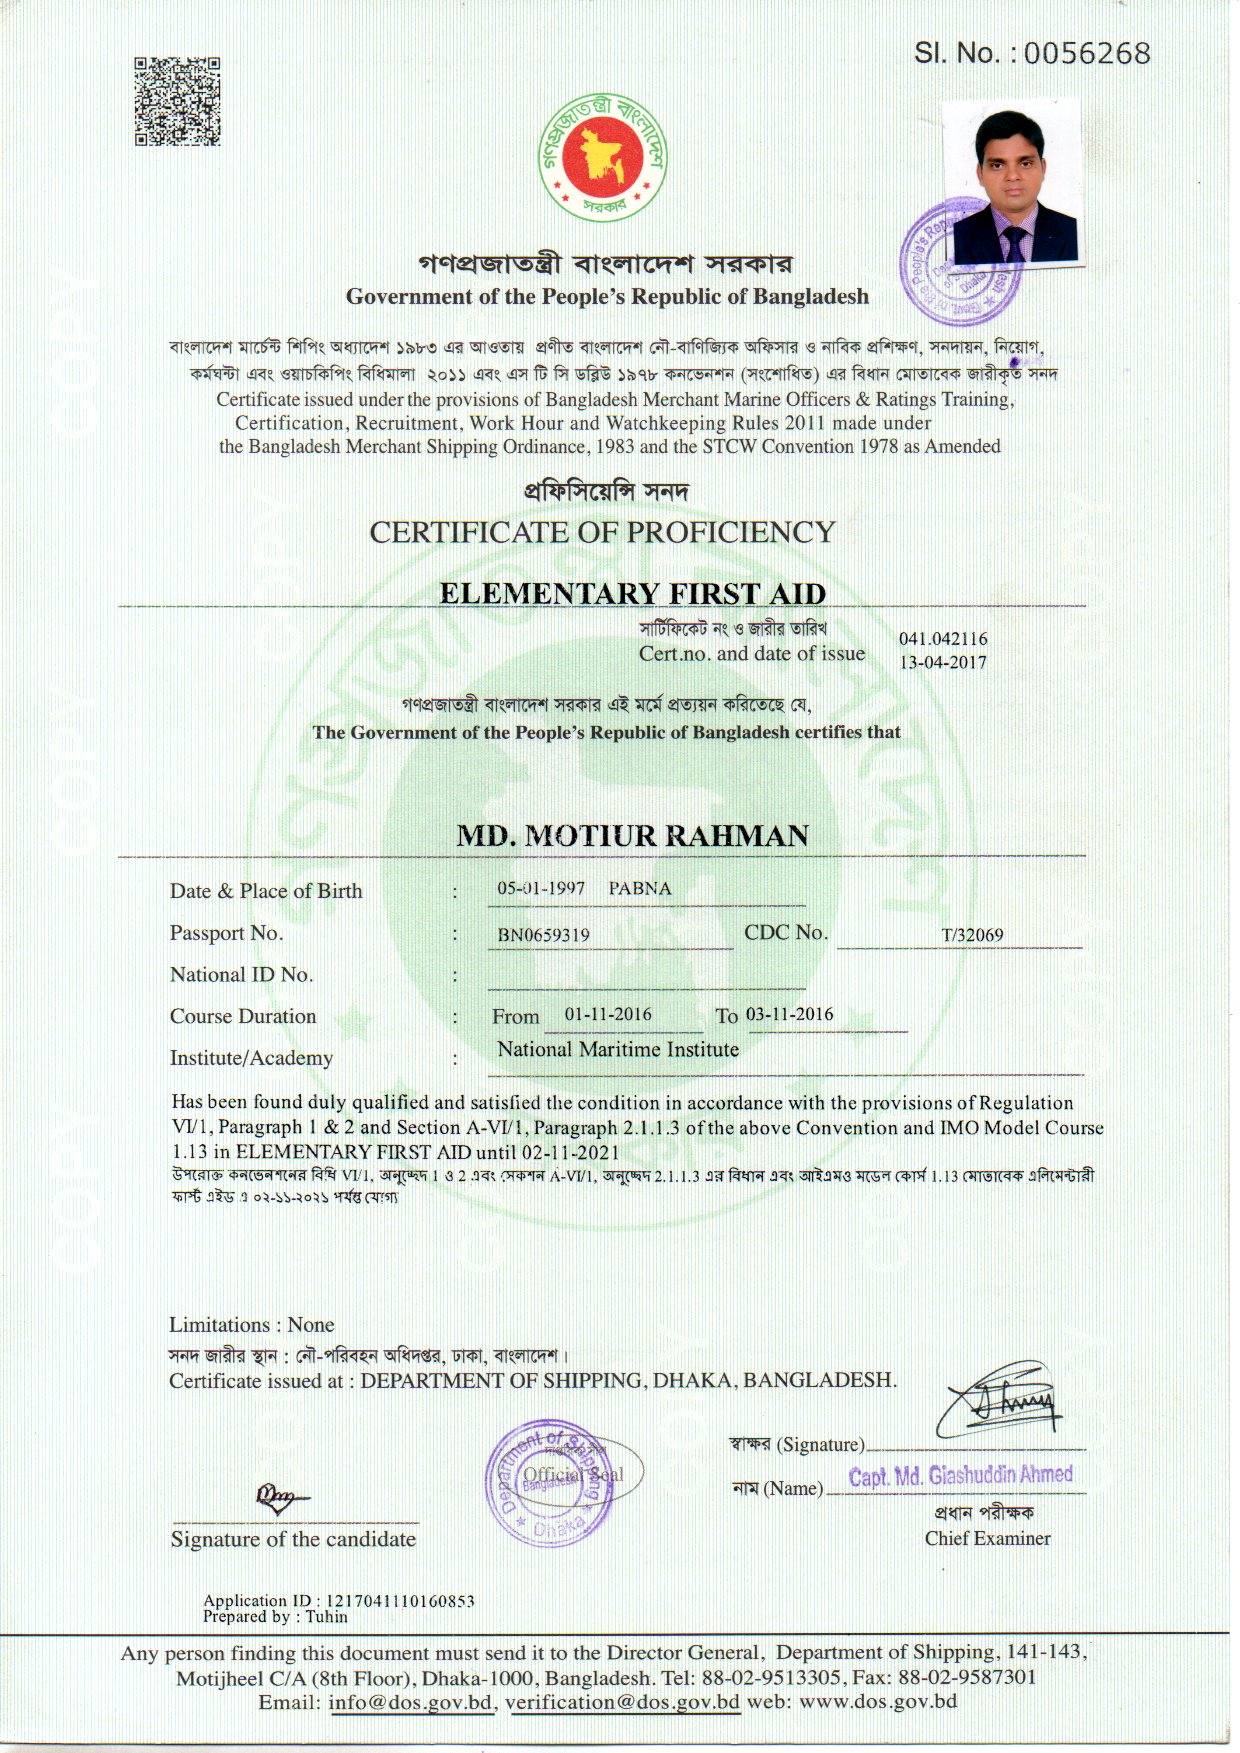 Sl. No. : 0056268
গণপ্রজাতন্ত্রী বাংলাদেশ
সরকার
গণপ্রজাতন্ত্রী বাংলাদেশ সরকার
Government of the People's Republic of Bangladesh
বাংলাদেশ মার্চেন্ট শিপিং অধ্যাদেশ ১৯৮৩ এর আওতায় প্রণীত বাংলাদেশ নৌ-বাণিজ্যিক অফিসার ও নাবিক প্রশিক্ষণ, সনদায়ন, নিয়োগ,
কর্মঘন্টা এবং ওয়াচকিপিং বিধিমালা ২০১১ এবং এস টি সি ডব্লিউ ১৯৭৮ কনভেনশন (সংশোধিত) এর বিধান মোতাবেক জারীকৃত সনদ
Certificate issued under the provisions of Bangladesh Merchant Marine Officers & Ratings Training,
Certification, Recruitment, Work Hour and Watchkeeping Rules 2011 made under
the Bangladesh Merchant Shipping Ordinance, 1983 and the STCW Convention 1978 as Amended
প্রফিসিয়েন্সি সনদ
CERTIFICATE OF PROFICIENCY
ELEMENTARY FIRST AID
সার্টিফিকেট নং ও জারীর তারিখ
Cert.no. and date of issue
041.042116
13-04-2017
গণপ্রজাতন্ত্রী বাংলাদেশ সরকার এই মর্মে প্রত্যয়ন করিতেছে যে,
The Government of the People's Republic of Bangladesh certifies that
MD. MOTIUR RAHMAN
Date & Place of Birth : 05-01-1997 PABNA
Passport No. : BN0659319 CDC No. T/32069
National ID No. :
Course Duration : From 01-11-2016 To 03-11-2016
Institute/Academy : National Maritime Institute
Has been found duly qualified and satisfied the condition in accordance with the provisions of Regulation
VI/1, Paragraph 1 & 2 and Section A-VI/1, Paragraph 2.1.1.3 of the above Convention and IMO Model Course
1.13 in ELEMENTARY FIRST AID until 02-11-2021
উপরোক্ত কনভেনশনের বিধি VI/1, অনুচ্ছেদ 1 ও 2 এবং সেকশন A-VI/1, অনুচ্ছেদ 2.1.1.3 এর বিধান এবং আইএমও মডেল কোর্স 1.13 মোতাবেক এলিমেন্টারী
ফার্স্ট এইড এ ০২-১১-২০২১ পর্যন্ত যোগ্য
Limitations : None
সনদ জারীর স্থান : নৌ-পরিবহন অধিদপ্তর, ঢাকা, বাংলাদেশ।
Certificate issued at : DEPARTMENT OF SHIPPING, DHAKA, BANGLADESH.
স্বাক্ষর (Signature)
নাম (Name) Capt. Md. Giashuddin Ahmed
প্রধান পরীক্ষক
Chief Examiner
Department of Shipping
Bangladesh
Dhaka
Official Seal
Signature of the candidate
Application ID : 1217041110160853
Prepared by : Tuhin
Any person finding this document must send it to the Director General, Department of Shipping, 141-143,
Motijheel C/A (8th Floor), Dhaka-1000, Bangladesh. Tel: 88-02-9513305, Fax: 88-02-9587301
Email: info@dos.gov.bd, verification@dos.gov.bd web: www.dos.gov.bd